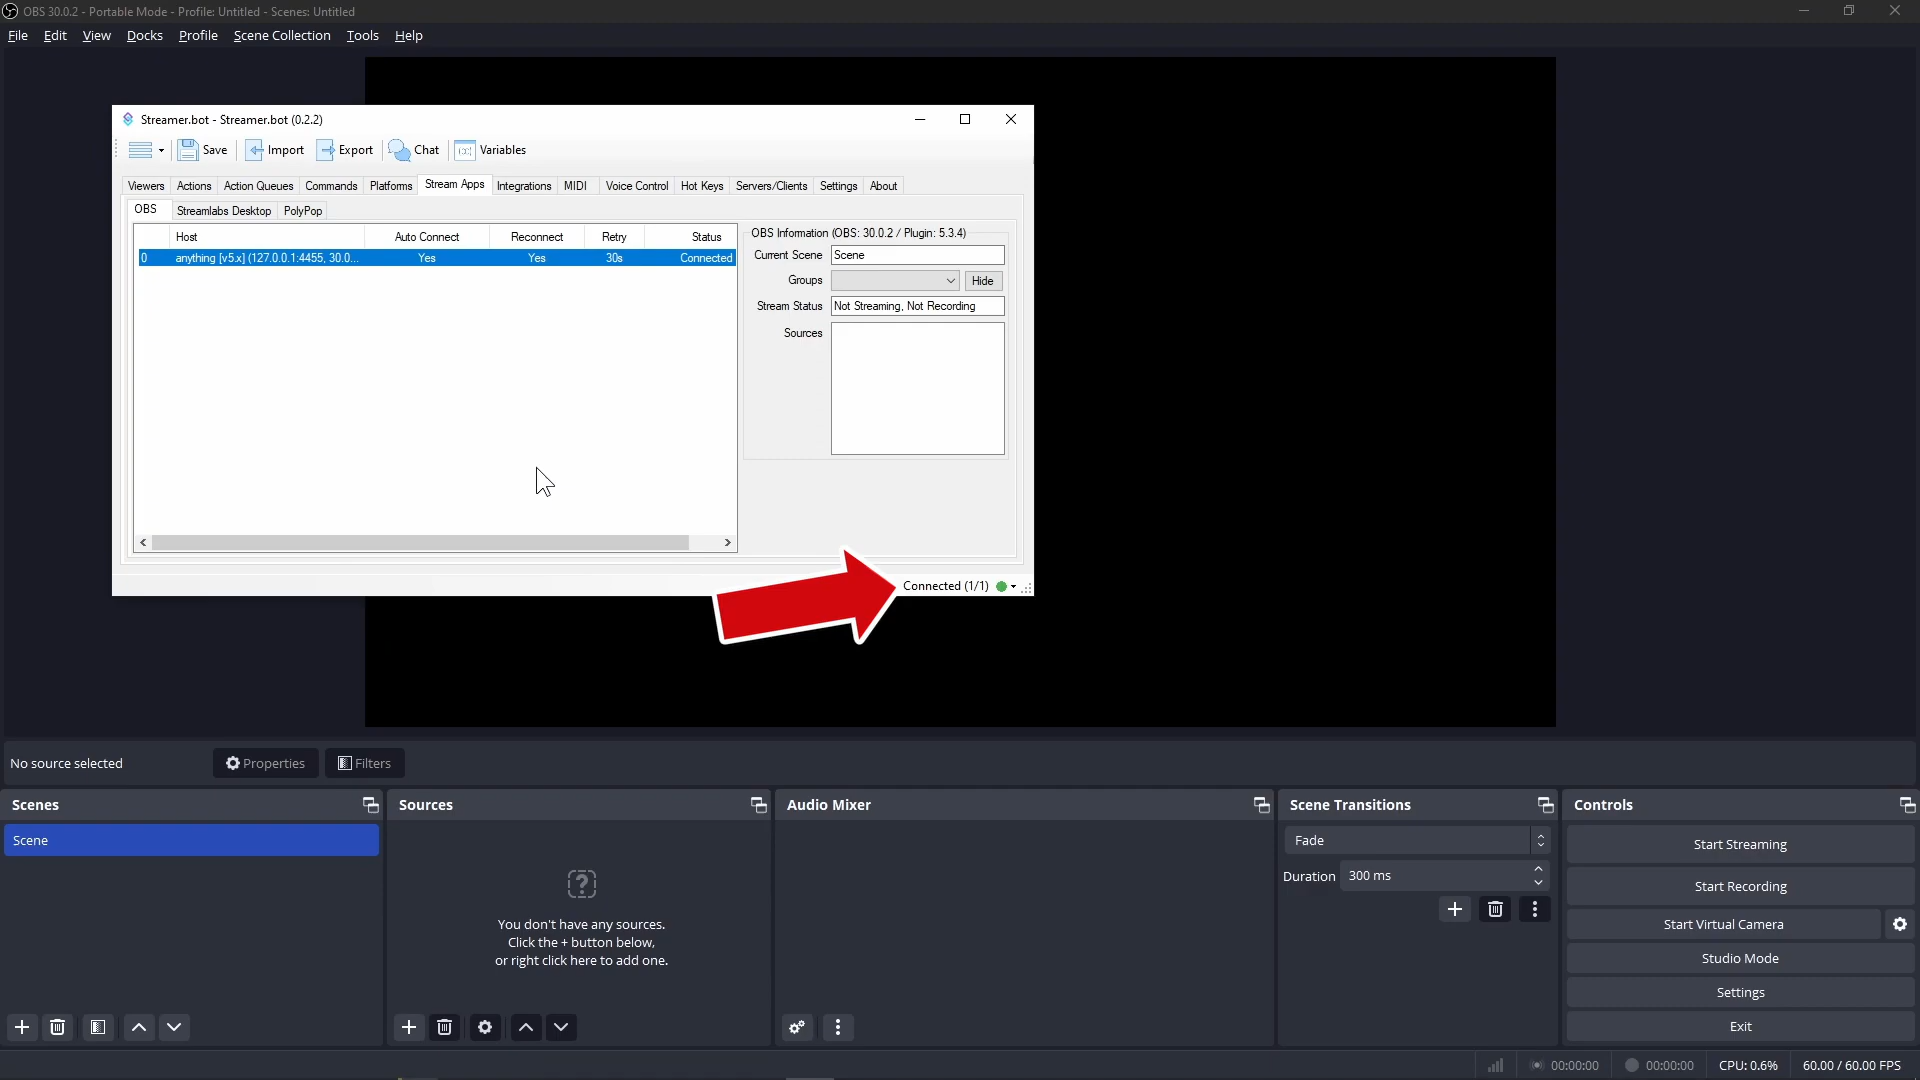 OBS 30.0.2 - Portable Mode - Profile: Untitled - Scenes: Untitled
File Edit View Docks Profile Scene Collection Tools Help
Streamer.bot - Streamer.bot (0.2.2)
Save Import Export Chat Variables
Viewers Actions Action Queues Commands Platforms Stream Apps Integrations MIDI Voice Control Hot Keys Servers/Clients Settings About
OBS Streamlabs Desktop PolyPop
Host Auto Connect Reconnect Retry Status
0 anything [v5.x] (127.0.0.1:4455, 30.0... Yes Yes 30s Connected
OBS Information (OBS: 30.0.2 / Plugin: 5.3.4)
Current Scene Scene
Groups Hide
Stream Status Not Streaming, Not Recording
Sources
Connected (1/1)
No source selected Properties Filters
Scenes
Scene
Sources
You don't have any sources.
Click the + button below,
or right click here to add one.
Audio Mixer
Scene Transitions
Fade
Duration 300 ms
Controls
Start Streaming
Start Recording
Start Virtual Camera
Studio Mode
Settings
Exit
00:00:00 00:00:00 CPU: 0.6% 60.00 / 60.00 FPS